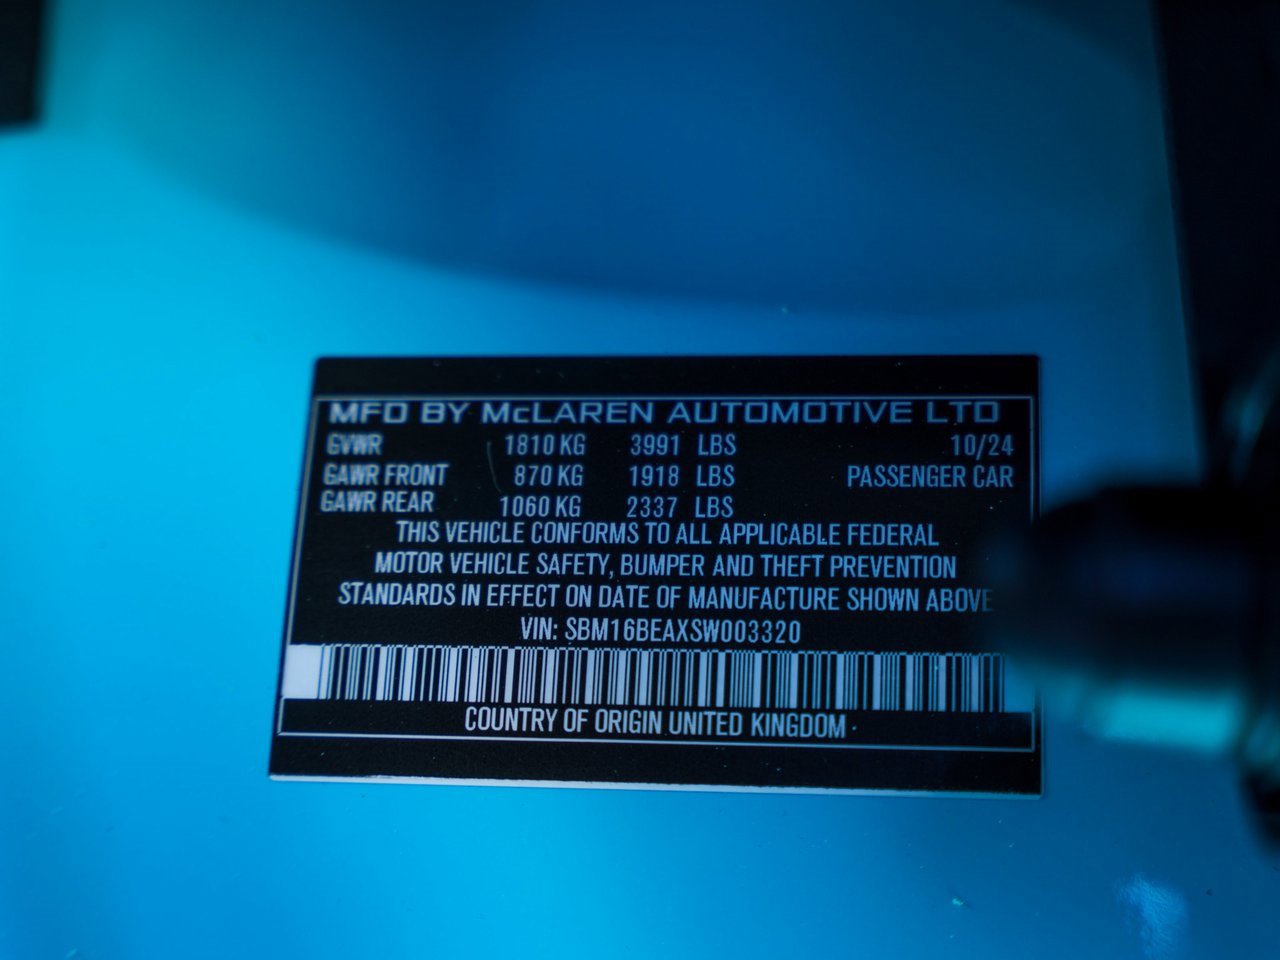 MFD BY McLAREN AUTOMOTIVE LTD
GVWR 1810 KG 3991 LBS 10/24
GAWR FRONT 870 KG 1918 LBS PASSENGER CAR
GAWR REAR 1060 KG 2337 LBS
THIS VEHICLE CONFORMS TO ALL APPLICABLE FEDERAL
MOTOR VEHICLE SAFETY, BUMPER AND THEFT PREVENTION
STANDARDS IN EFFECT ON DATE OF MANUFACTURE SHOWN ABOVE
VIN: SBM16BEAXSW003320
COUNTRY OF ORIGIN UNITED KINGDOM